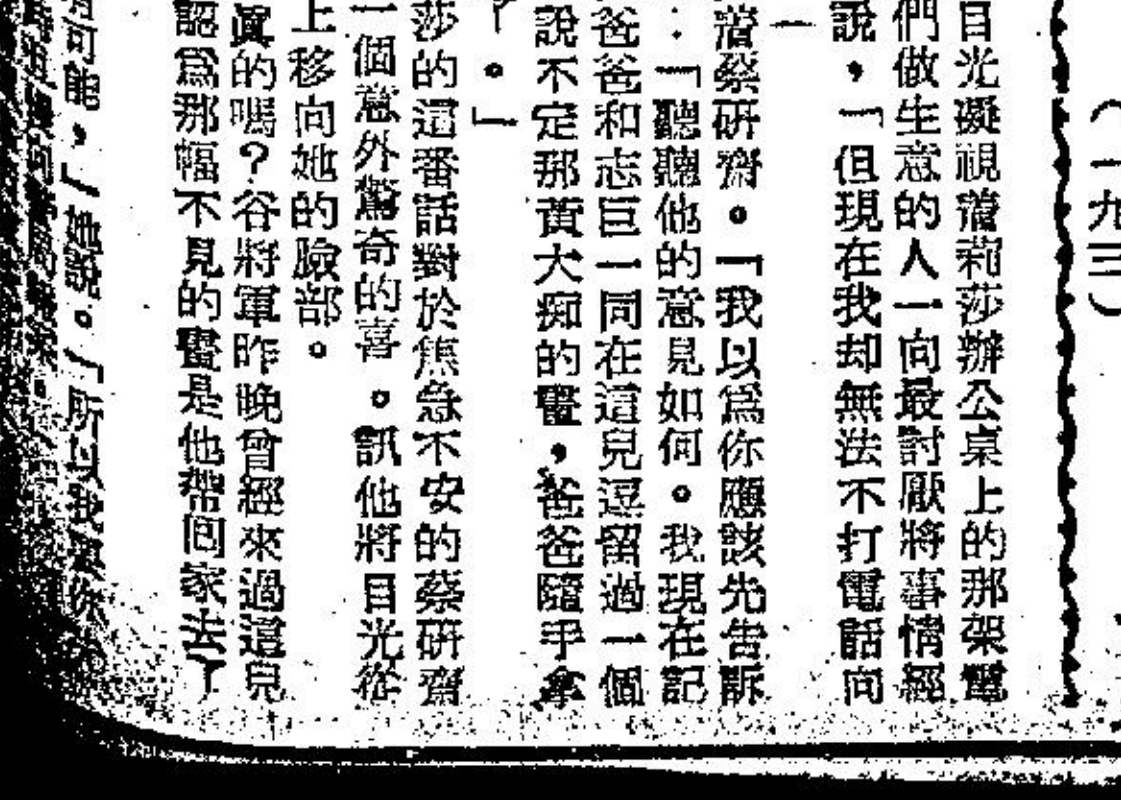 （一九三）
目光凝視蕭莉莎辦公桌上的那架電
們做生意的人一向最討厭將事情經
說，「但現在我却無法不打電話向
一
著蔡研齋。「我以爲你應該先告訴
：「聽聽他的意見如何。我現在記
爸爸和志巨一同在這兒逗留過一個
說不定那黃大痴的畫，爸爸隨手拿
了。」
莎的這番話對於焦急不安的蔡研齋
一個意外驚奇的喜。訊他將目光從
上移向她的臉部。
眞的嗎？谷將軍昨晚曾經來過這兒
認爲那幅不見的畫是他帶囘家去了
可能，」她說。「所以我要你